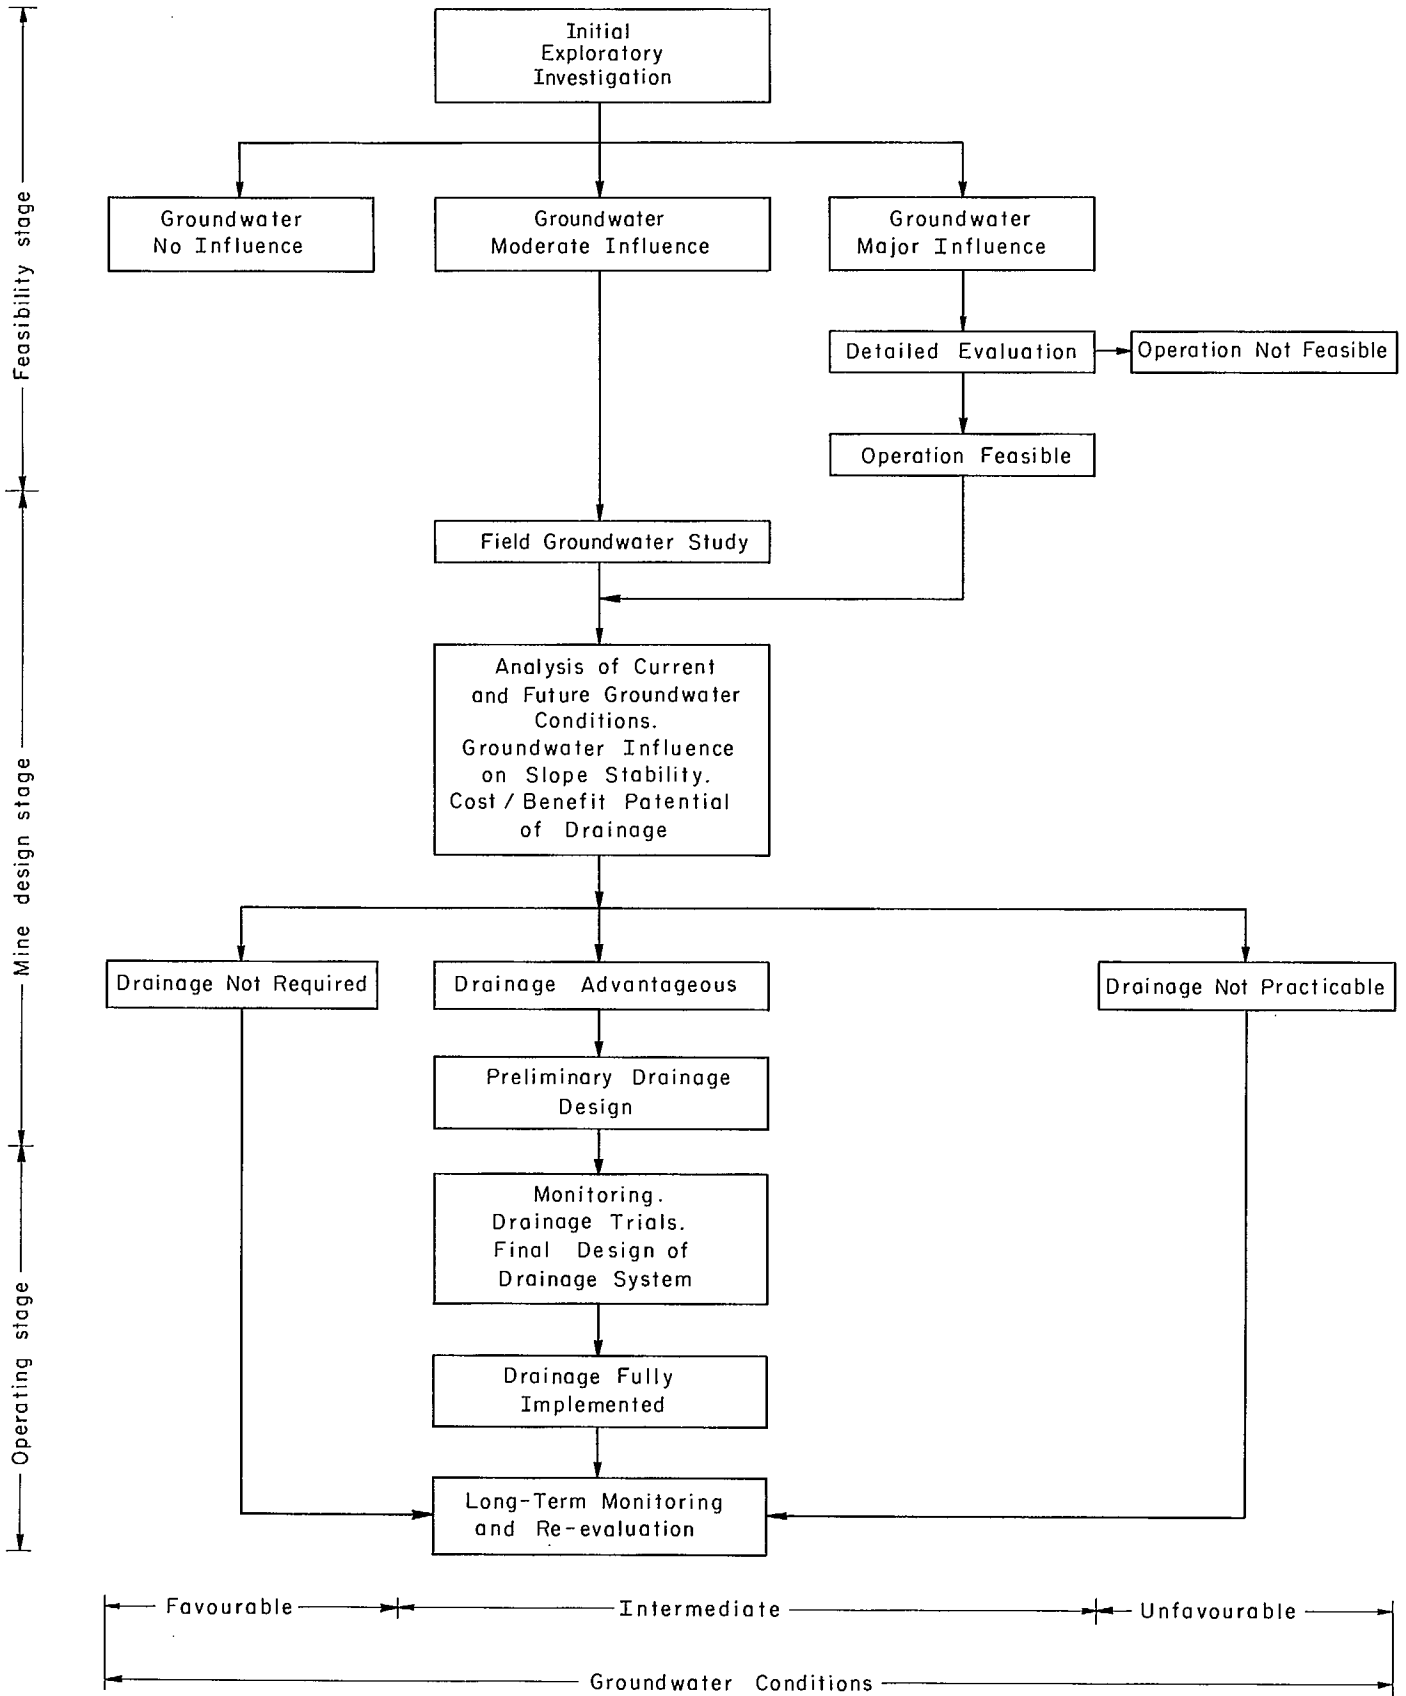 Initial
Exploratory
Investigation
Groundwater
No Influence
Groundwater
Moderate Influence
Groundwater
Major Influence
Detailed Evaluation
Operation Not Feasible
Operation Feasible
Feasibility stage
Field Groundwater Study
Analysis of Current
and Future Groundwater
Conditions.
Groundwater Influence
on Slope Stability.
Cost / Benefit Potential
of Drainage
Mine design stage
Drainage Not Required
Drainage Advantageous
Drainage Not Practicable
Preliminary Drainage
Design
Monitoring.
Drainage Trials.
Final Design of
Drainage System
Operating stage
Drainage Fully
Implemented
Long-Term Monitoring
and Re-evaluation
Favourable
Intermediate
Unfavourable
Groundwater Conditions